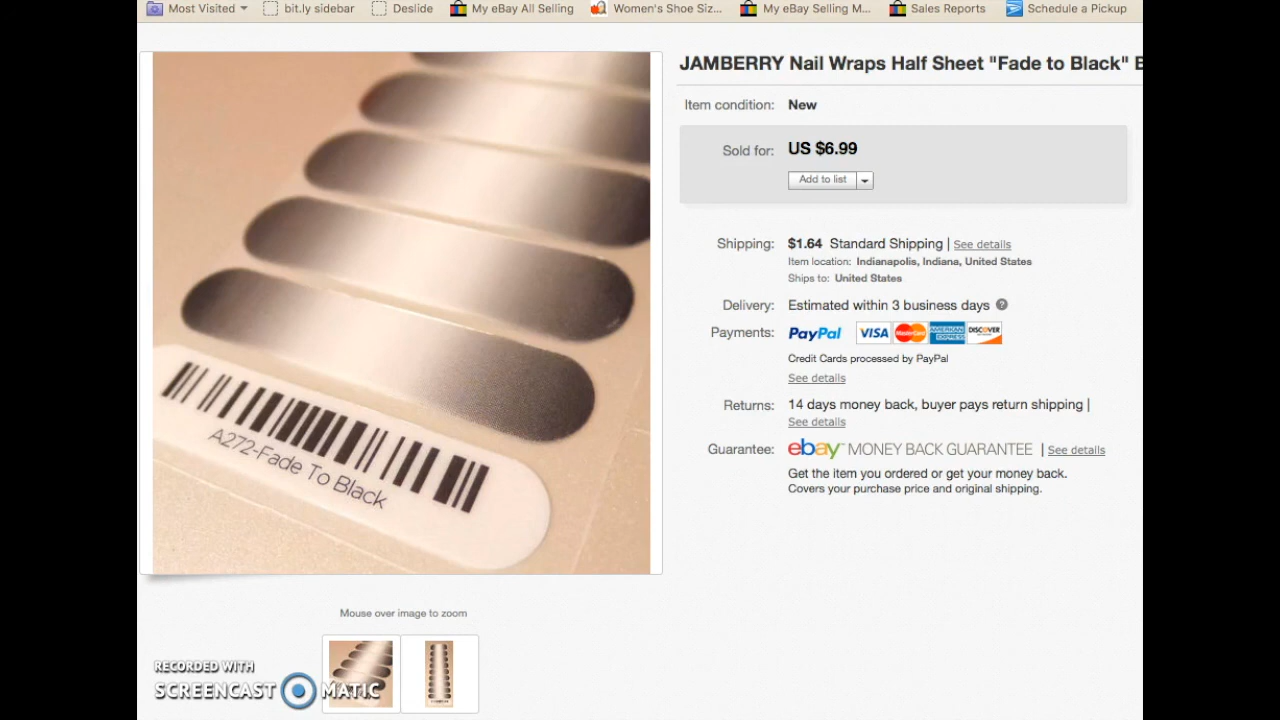 Most Visited
bit.ly sidebar
Deslide
My eBay All Selling
Women's Shoe Siz...
My eBay Selling M...
Sales Reports
Schedule a Pickup
JAMBERRY Nail Wraps Half Sheet "Fade to Black"
Item condition: New
Sold for: US $6.99
Add to list
Shipping: $1.64 Standard Shipping | See details
Item location: Indianapolis, Indiana, United States
Ships to: United States
Delivery: Estimated within 3 business days ?
Payments: PayPal VISA MasterCard AMERICAN EXPRESS DISCOVER
Credit Cards processed by PayPal
See details
Returns: 14 days money back, buyer pays return shipping |
See details
Guarantee: ebay MONEY BACK GUARANTEE | See details
Get the item you ordered or get your money back.
Covers your purchase price and original shipping.
A272-Fade To Black
Mouse over image to zoom
RECORDED WITH
SCREENCAST MATIC